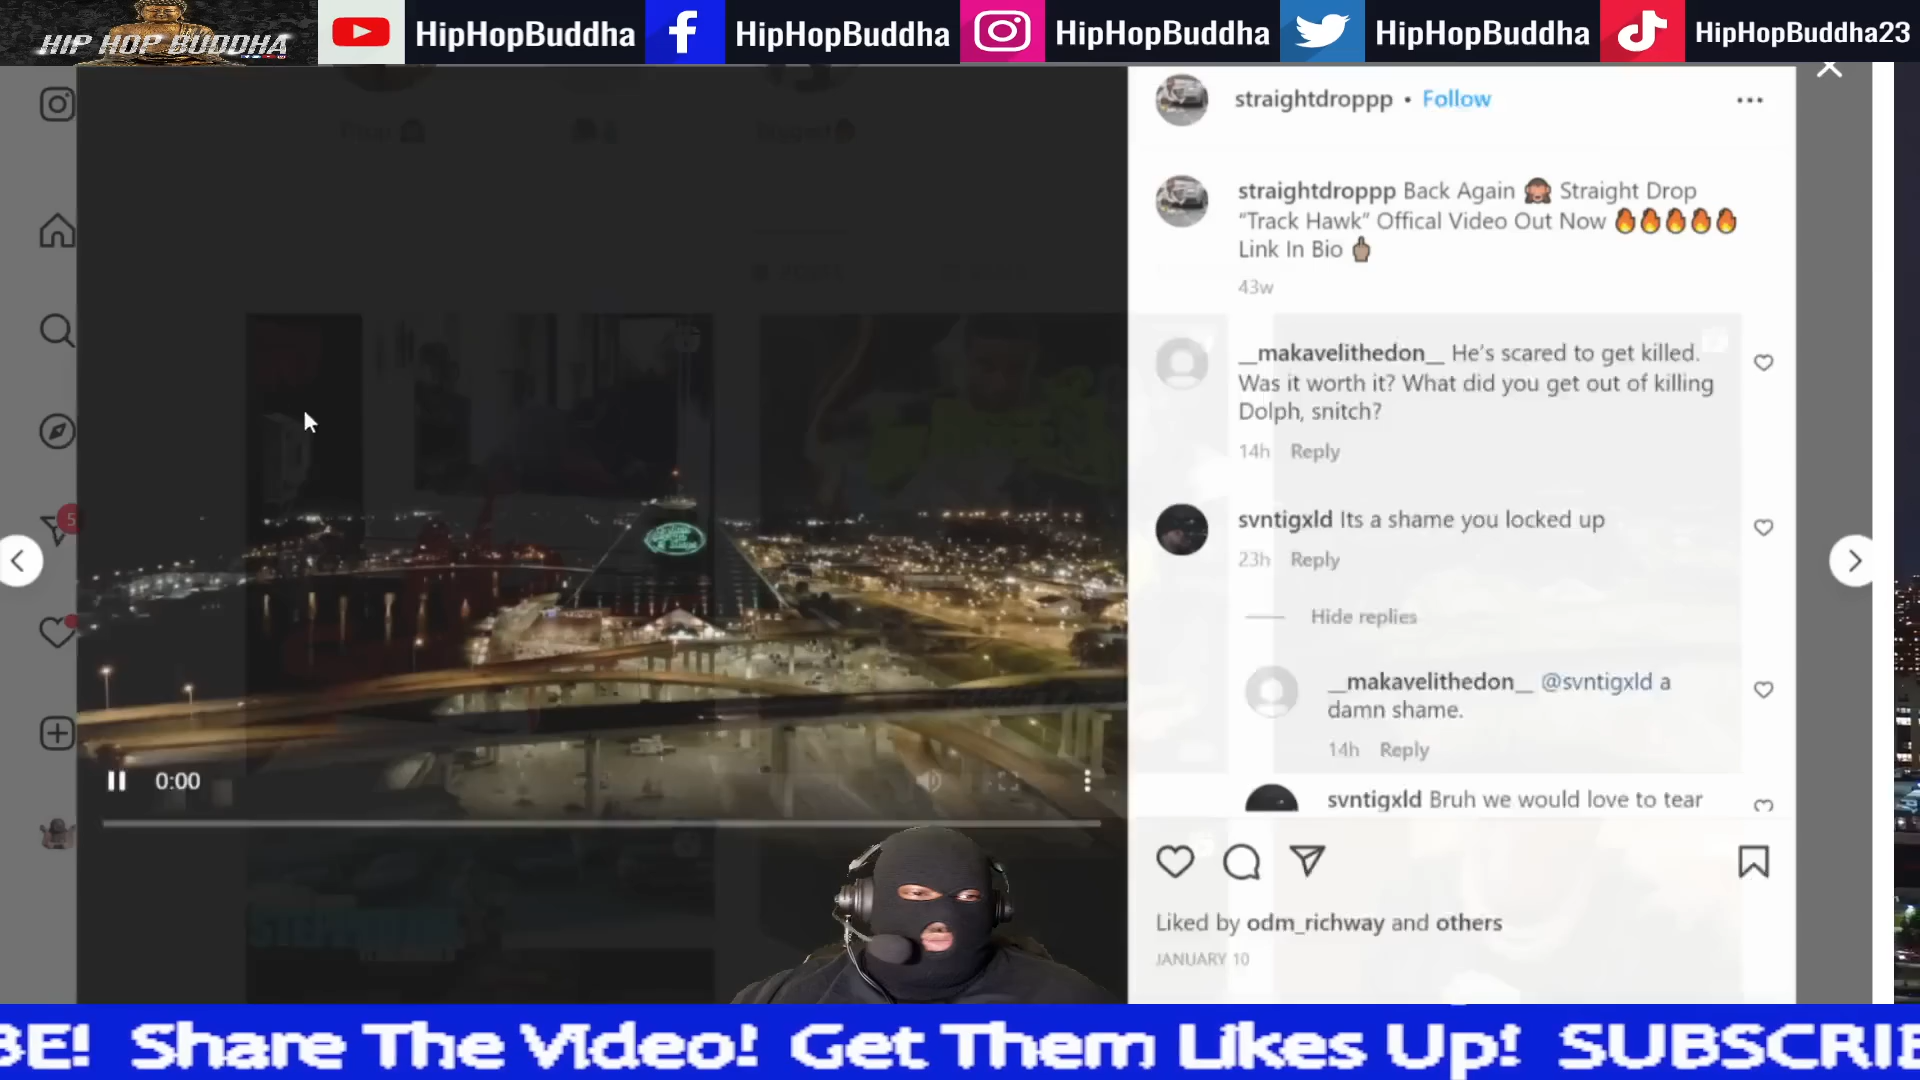 HIP HOP BUDDHA
HipHopBuddha
HipHopBuddha
HipHopBuddha
HipHopBuddha
HipHopBuddha23
straightdroppp • Follow
straightdroppp Back Again 🙈 Straight Drop
“Track Hawk” Offical Video Out Now 🔥🔥🔥🔥🔥
Link In Bio 🖕🏽
43w
__makavelithedon__ He's scared to get killed.
Was it worth it? What did you get out of killing
Dolph, snitch?
14h Reply
svntigxld Its a shame you locked up
23h Reply
Hide replies
__makavelithedon__ @svntigxld a
damn shame.
14h Reply
svntigxld Bruh we would love to tear
5
0:00
Liked by odm_richway and others
JANUARY 10
BE! Share The Video! Get Them Likes Up! SUBSCRIBE